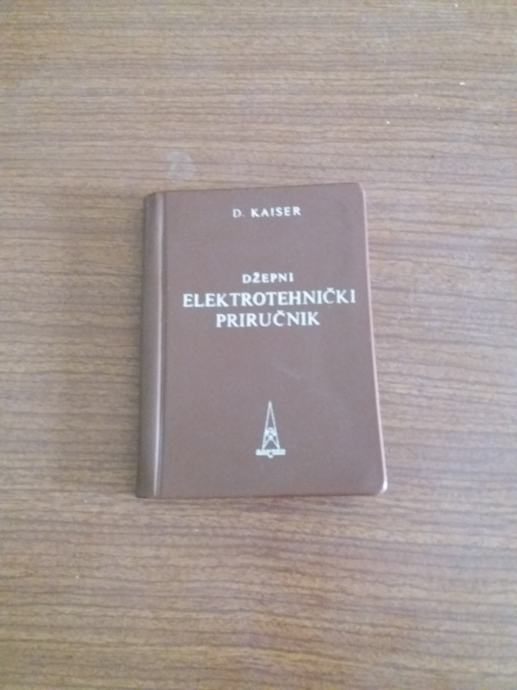 D. KAISER
DŽEPNI
ELEKTROTEHNIČKI
PRIRUČNIK